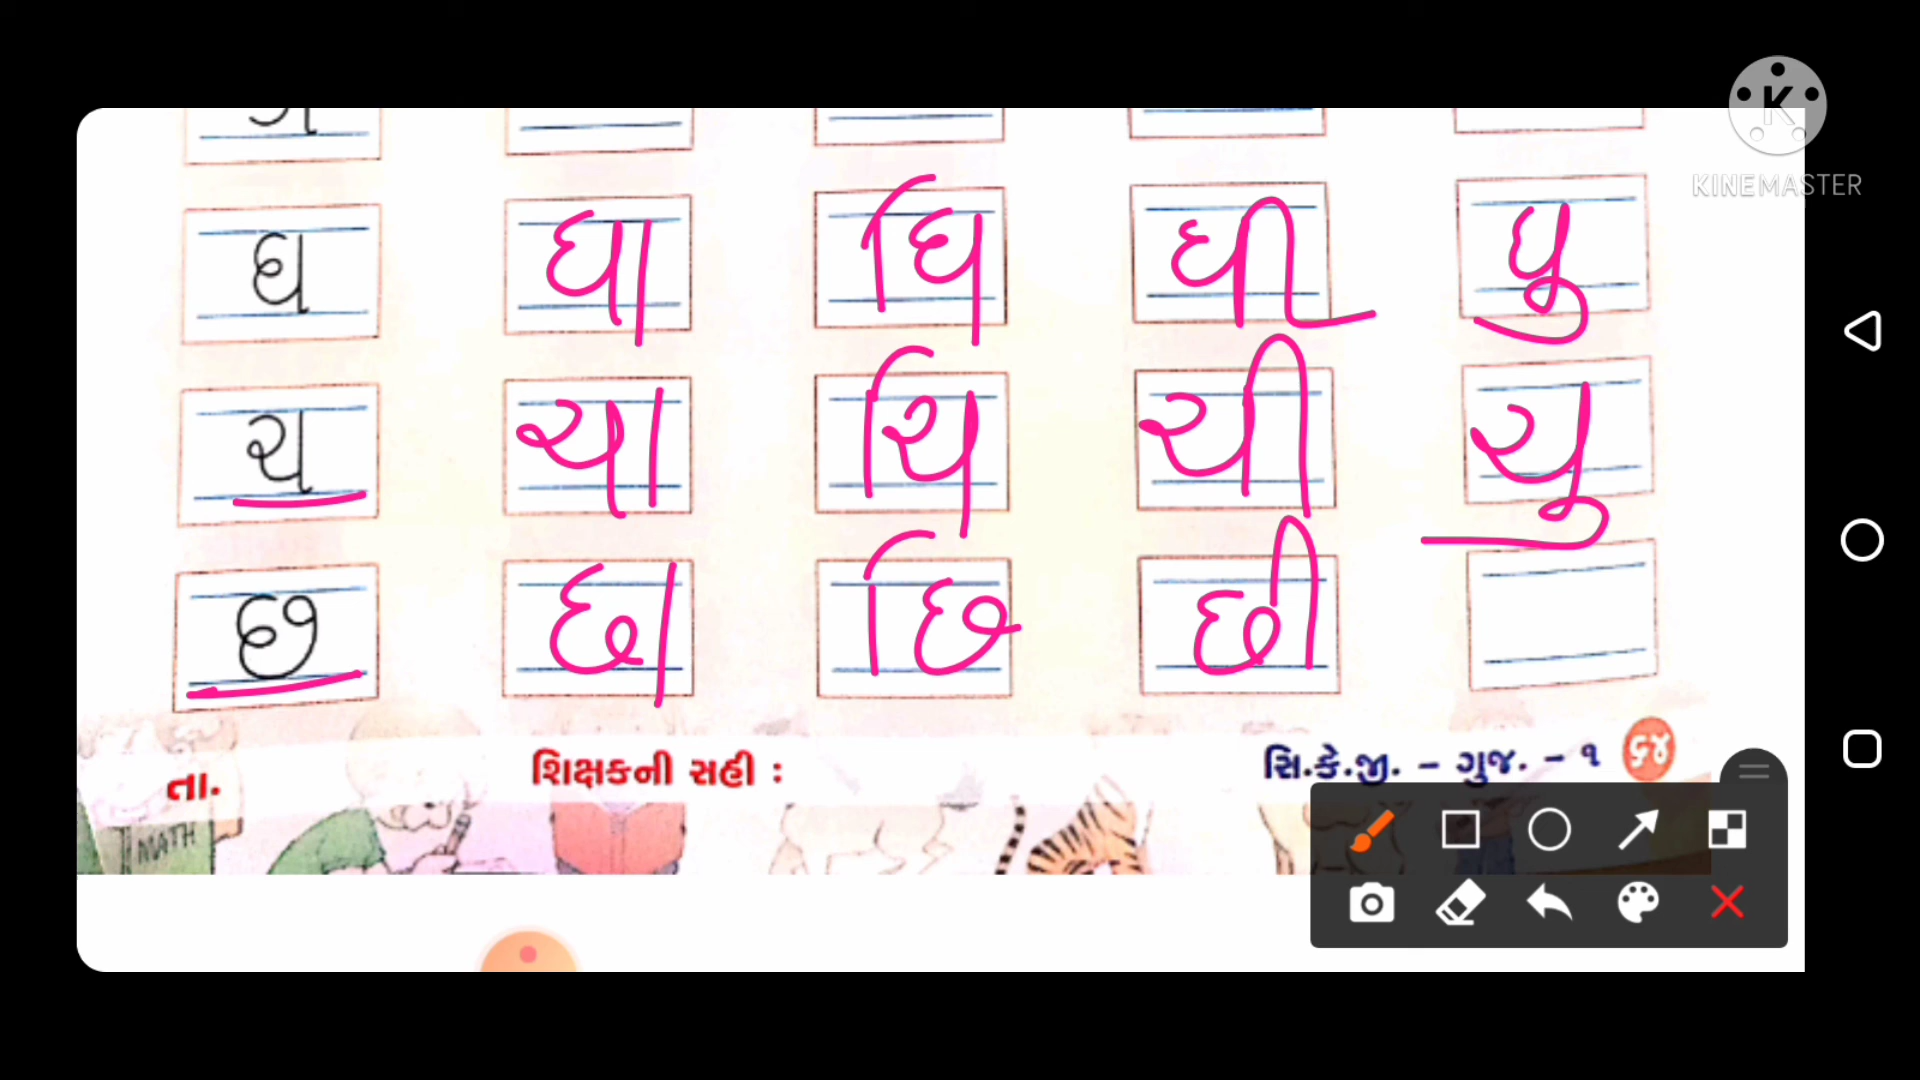 KINEMASTER
ઘ ઘા ઘિ ઘી ઘુ
ચ ચા ચિ ચી ચુ
છ છા છિ છી
તા. શિક્ષકની સહી : સિ.કે.જી. – ગુજ. – ૧ ૬૪
MATH